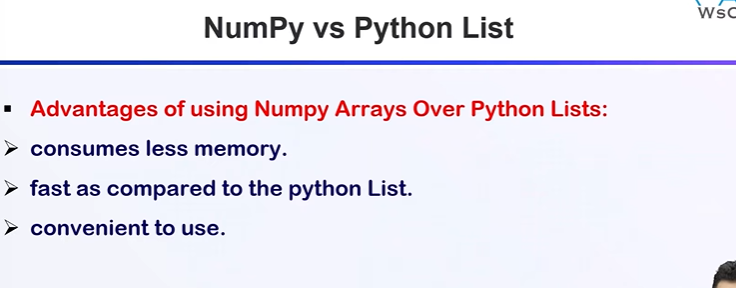 WsC
NumPy vs Python List
Advantages of using Numpy Arrays Over Python Lists:
consumes less memory.
fast as compared to the python List.
convenient to use.